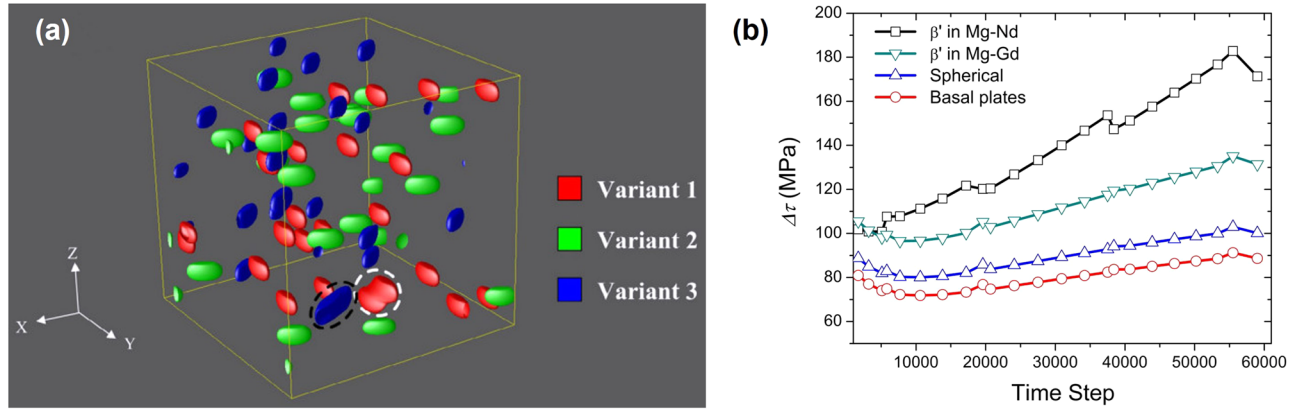 (a)
Variant 1
Variant 2
Variant 3
Z
X
Y
(b)
200
180
160
140
120
100
80
60
Δτ (MPa)
β' in Mg-Nd
β' in Mg-Gd
Spherical
Basal plates
10000 20000 30000 40000 50000 60000
Time Step